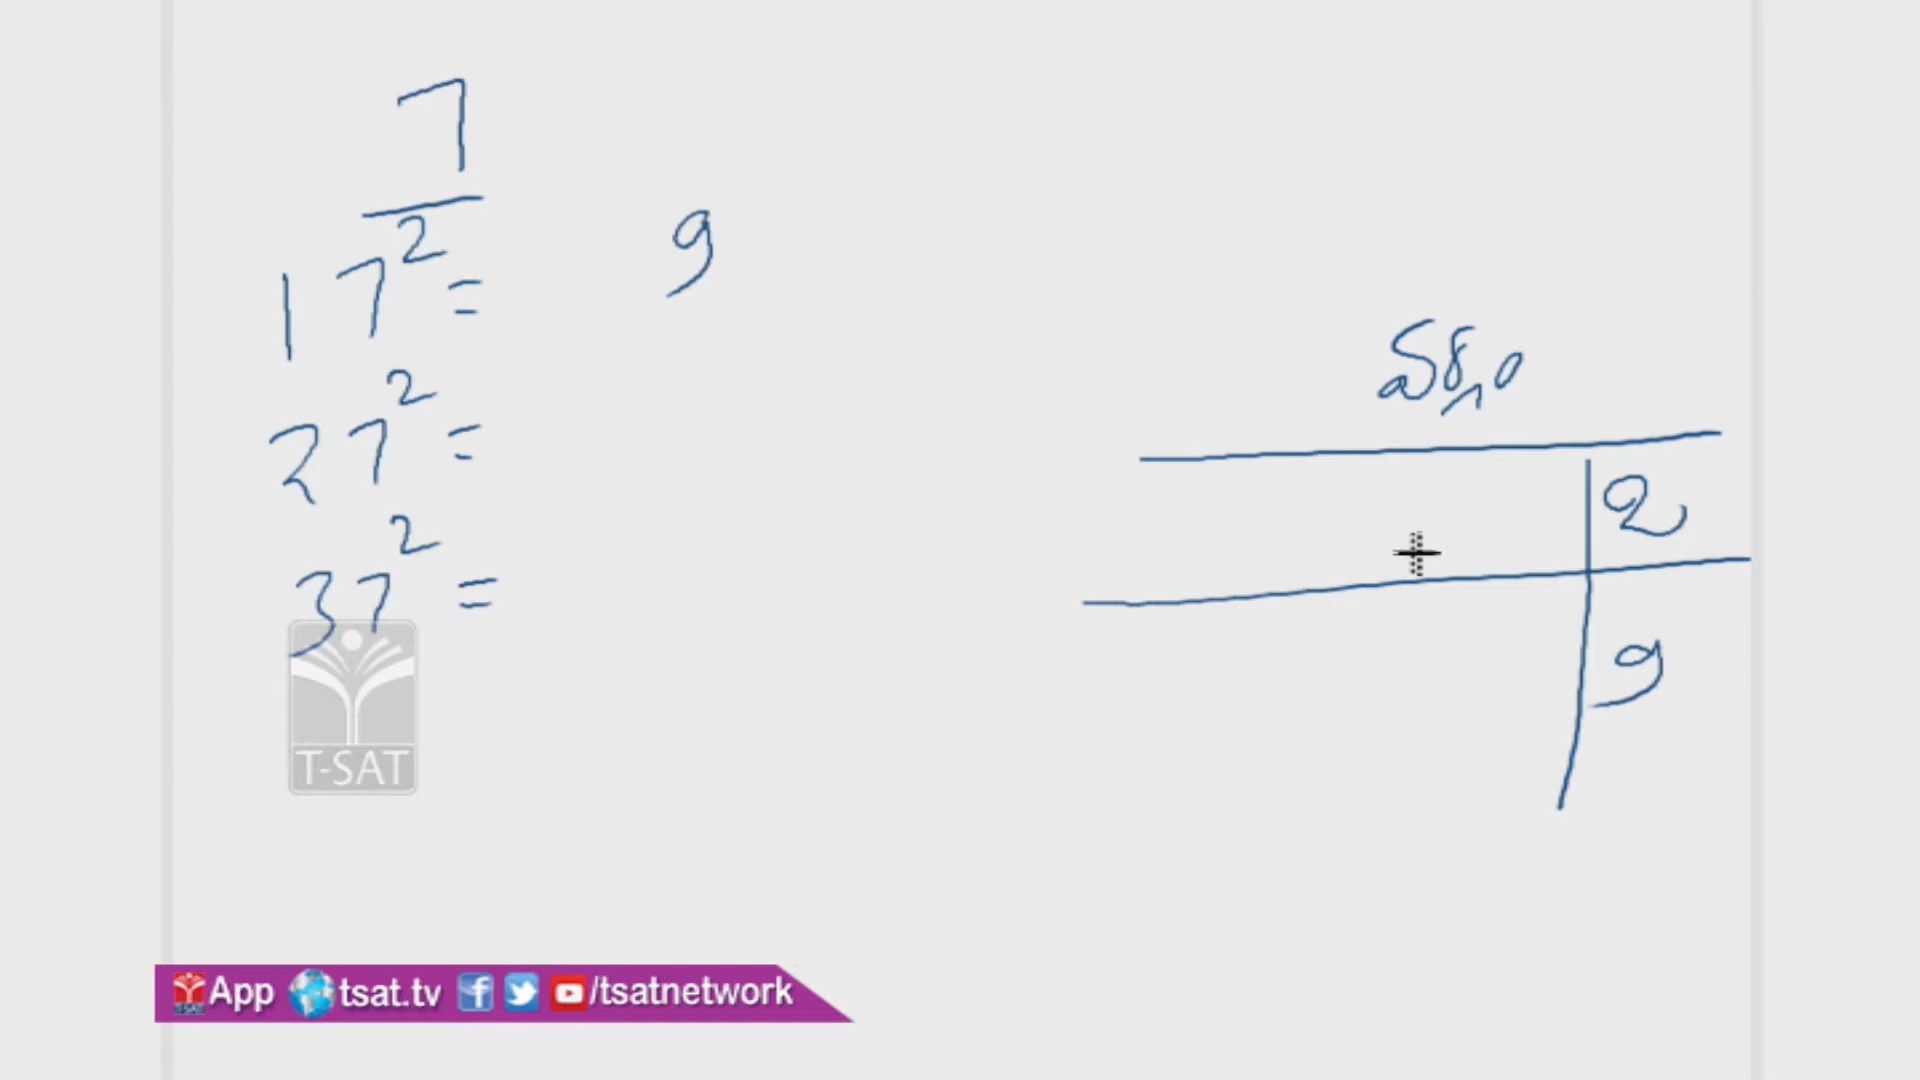 7
17² =
9
27² =
37² =
వర్గం
2
9
T-SAT
App tsat.tv /tsatnetwork